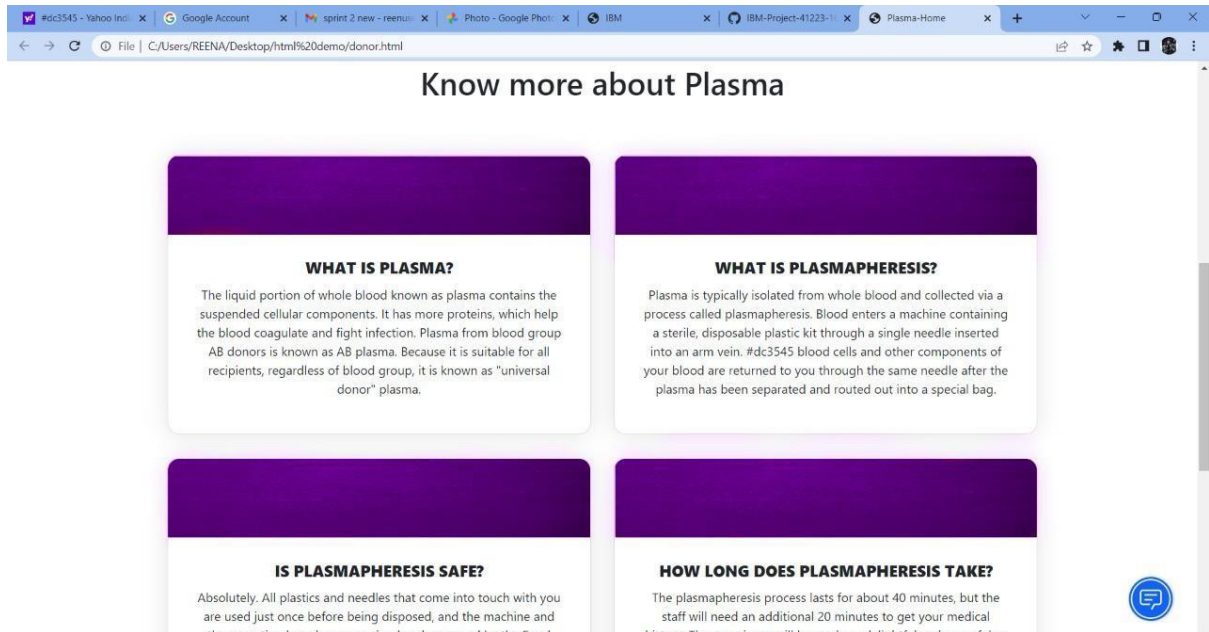 #dc3545 - Yahoo Indi
Google Account
sprint 2 new - reenu
Photo - Google Phot
IBM
IBM-Project-41223-1
Plasma-Home
File | C:/Users/REENA/Desktop/html%20demo/donor.html
Know more about Plasma
WHAT IS PLASMA?
The liquid portion of whole blood known as plasma contains the
suspended cellular components. It has more proteins, which help
the blood coagulate and fight infection. Plasma from blood group
AB donors is known as AB plasma. Because it is suitable for all
recipients, regardless of blood group, it is known as "universal
donor" plasma.
WHAT IS PLASMAPHERESIS?
Plasma is typically isolated from whole blood and collected via a
process called plasmapheresis. Blood enters a machine containing
a sterile, disposable plastic kit through a single needle inserted
into an arm vein. #dc3545 blood cells and other components of
your blood are returned to you through the same needle after the
plasma has been separated and routed out into a special bag.
IS PLASMAPHERESIS SAFE?
Absolutely. All plastics and needles that come into touch with you
are used just once before being disposed, and the machine and
HOW LONG DOES PLASMAPHERESIS TAKE?
The plasmapheresis process lasts for about 40 minutes, but the
staff will need an additional 20 minutes to get your medical